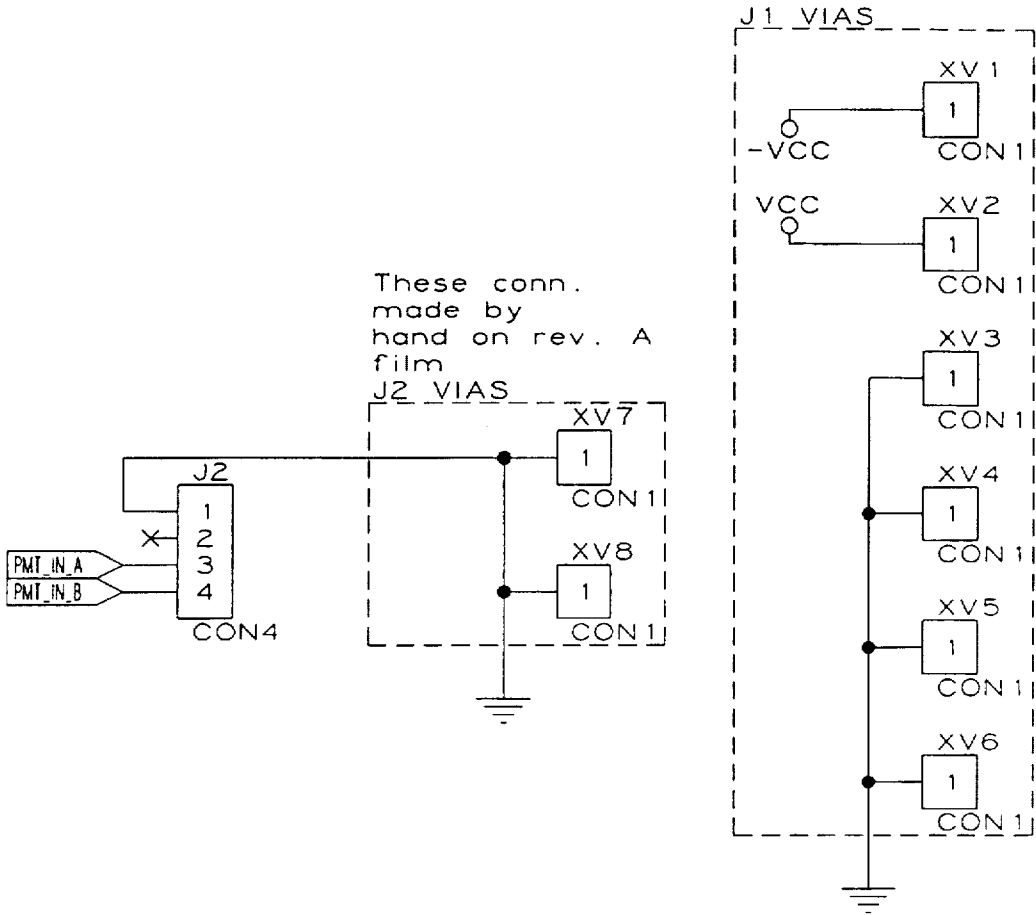 J1 VIAS
XV1
1
-VCC
CON1
VCC
XV2
1
CON1
XV3
1
CON1
XV4
1
CON1
XV5
1
CON1
XV6
1
CON1
These conn.
made by
hand on rev. A
film
J2 VIAS
XV7
1
CON1
XV8
1
CON1
J2
1
2
PMT_IN_A
3
PMT_IN_B
4
CON4